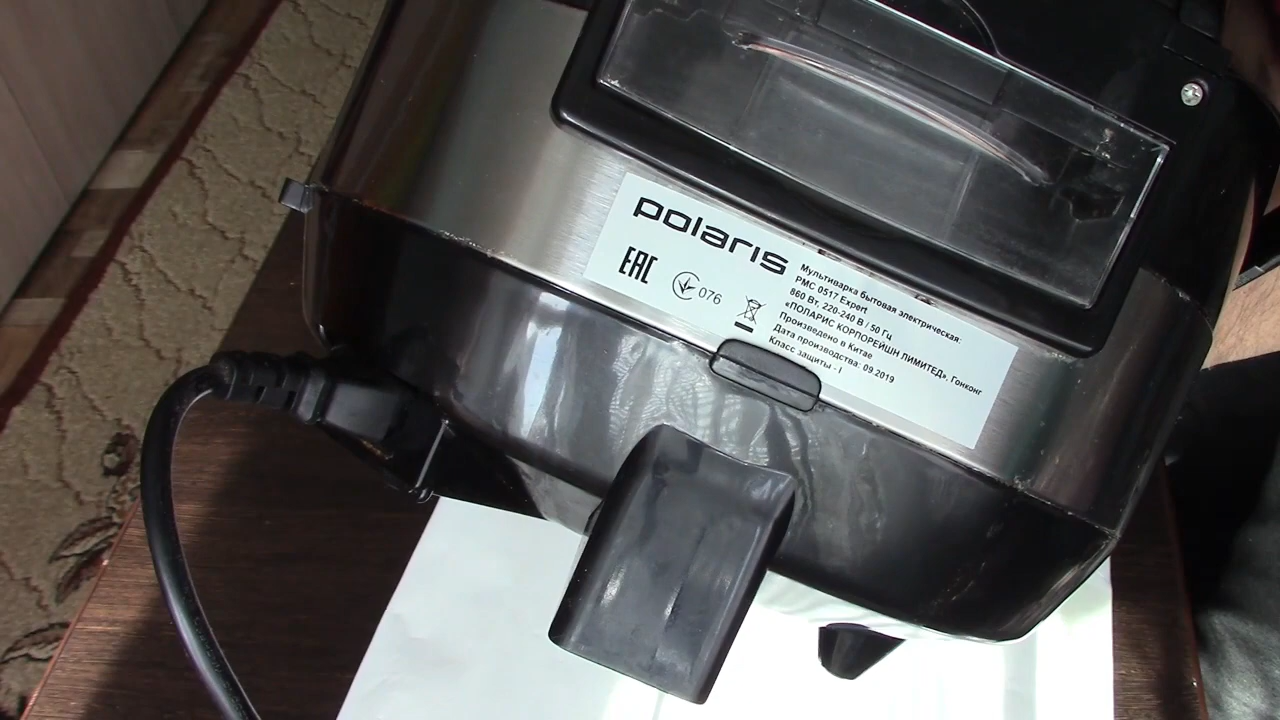 polaris
EAC
076
Мультиварка бытовая электрическая:
PMC 0517 Expert
860 Вт, 220-240 В / 50 Гц
«ПОЛАРИС КОРПОРЕЙШН ЛИМИТЕД», Гонконг
Произведено в Китае
Дата производства: 09.2019
Класс защиты - I